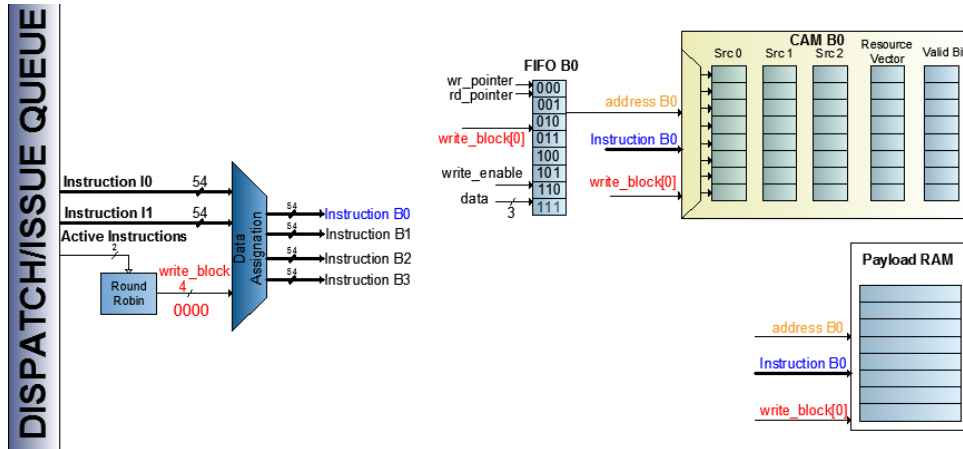 DISPATCH/ISSUE QUEUE
Instruction I0
54
Instruction I1
54
Active Instructions
2
Round
Robin
write_block
4
0000
Data
Assignation
54
Instruction B0
54
Instruction B1
54
Instruction B2
54
Instruction B3
FIFO B0
wr_pointer
rd_pointer
write_block[0]
write_enable
data
3
000
001
010
011
100
101
110
111
address B0
Instruction B0
write_block[0]
CAM B0
Src 0
Src 1
Src 2
Resource
Vector
Valid Bi
Payload RAM
address B0
Instruction B0
write_block[0]